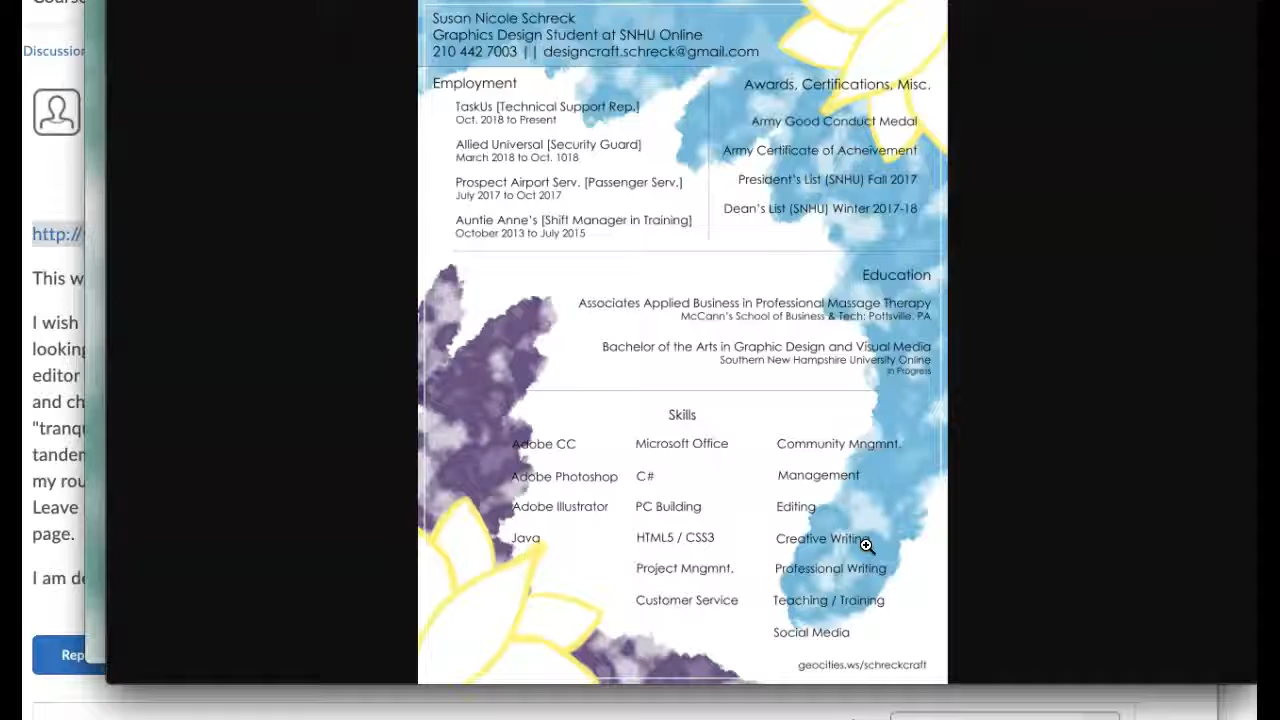 Discussion
http://
This w
I wish
looking
editor
and ch
"tranqu
tander
my rou
Leave
page.
I am de
Rep
Susan Nicole Schreck
Graphics Design Student at SNHU Online
210 442 7003 || designcraft.schreck@gmail.com
Employment
TaskUs [Technical Support Rep.]
Oct. 2018 to Present
Allied Universal [Security Guard]
March 2018 to Oct. 1018
Prospect Airport Serv. [Passenger Serv.]
July 2017 to Oct 2017
Auntie Anne's [Shift Manager in Training]
October 2013 to July 2015
Awards, Certifications, Misc.
Army Good Conduct Medal
Army Certificate of Acheivement
President's List (SNHU) Fall 2017
Dean's List (SNHU) Winter 2017-18
Education
Associates Applied Business in Professional Massage Therapy
McCann's School of Business & Tech: Pottsville, PA
Bachelor of the Arts in Graphic Design and Visual Media
Southern New Hampshire University Online
In Progress
Skills
Adobe CC
Adobe Photoshop
Adobe Illustrator
Java
Microsoft Office
C#
PC Building
HTML5 / CSS3
Project Mngmnt.
Customer Service
Community Mngmnt.
Management
Editing
Creative Writing
Professional Writing
Teaching / Training
Social Media
geocities.ws/schreckcraft